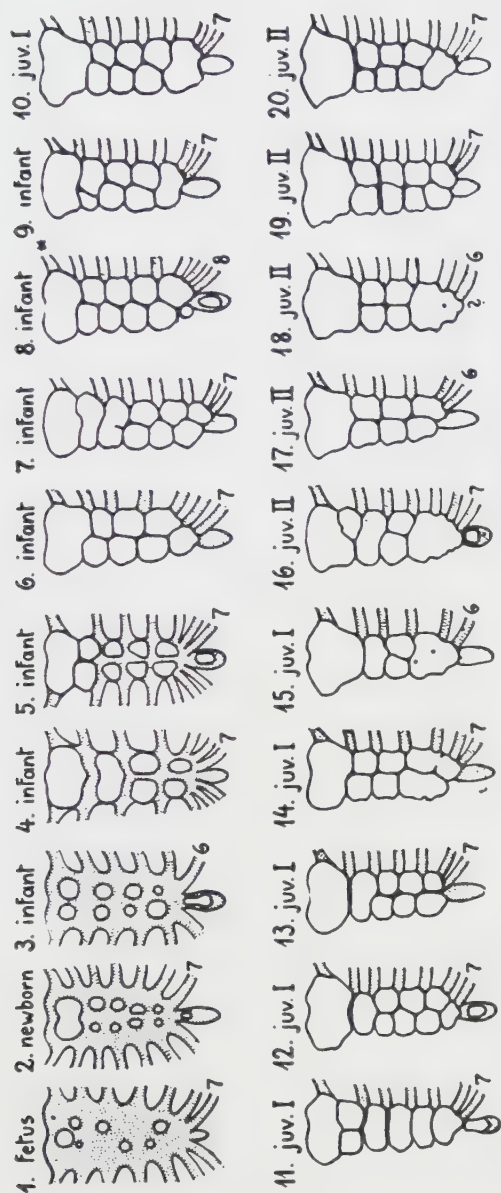 1. fetus
7
2. newborn
7
3. infant
6
4. infant
7
5. infant
7
6. infant
7
7. infant
7
8. infant
8
*
9. infant
7
10. juv. I
7
11. juv. I
7
12. juv. I
7
13. juv. I
7
14. juv. I
7
15. juv. I
6
16. juv. II
7
17. juv. II
6
18. juv. II
? 6
19. juv. II
7
20. juv. II
7